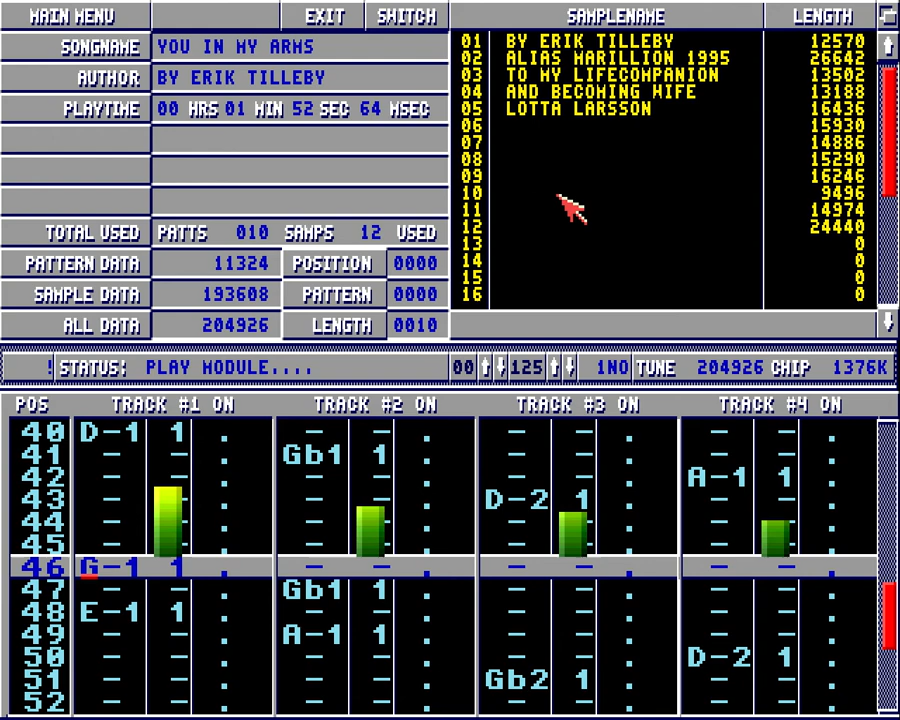 MAIN MENU EXIT SWITCH SAMPLENAME LENGTH
SONGNAME YOU IN MY ARMS
AUTHOR BY ERIK TILLEBY
PLAYTIME 00 HRS 01 MIN 52 SEC 64 MSEC
TOTAL USED PATTS 010 SAMPS 12 USED
PATTERN DATA 11324 POSITION 0000
SAMPLE DATA 193608 PATTERN 0000
ALL DATA 204926 LENGTH 0010
01 BY ERIK TILLEBY 12570
02 ALIAS MARILLION 1995 26642
03 TO MY LIFECOMPANION 13502
04 AND BECOMING WIFE 13188
05 LOTTA LARSSON 16436
06 15930
07 14886
08 15290
09 16246
10 9496
11 14974
12 24440
13 0
14 0
15 0
16 0
! STATUS: PLAY MODULE.... 00 125 1NO TUNE 204926 CHIP 1376K
POS TRACK #1 ON TRACK #2 ON TRACK #3 ON TRACK #4 ON
40 D-1 1 . — — . — — . — — .
41 — — . Gb1 1 . — — . — — .
42 — — . — — . — — . A-1 1 .
43 — . — — . D-2 1 . — — .
44 — . — . — . — — .
45 — . — . — . — .
46 G-1 1 . — — . — — . — — .
47 — — . Gb1 1 . — — . — — .
48 E-1 1 . — — . — — . — — .
49 — — . A-1 1 . — — . — — .
50 — — . — — . — — . D-2 1 .
51 — — . — — . Gb2 1 . — — .
52 — — . — — . — — . — — .